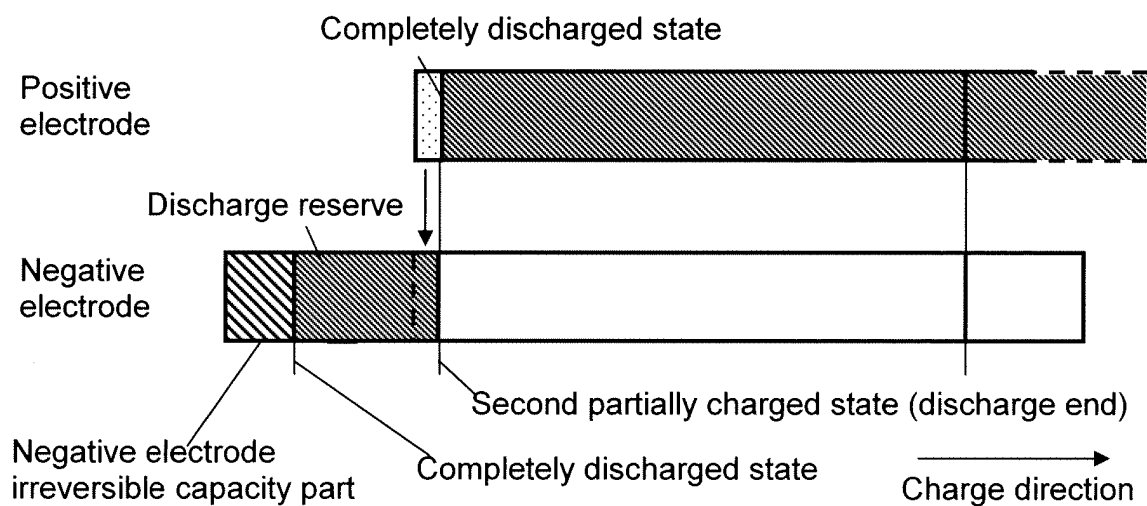 Completely discharged state
Positive
electrode
Discharge reserve
Negative
electrode
Second partially charged state (discharge end)
Negative electrode
irreversible capacity part
Completely discharged state
Charge direction